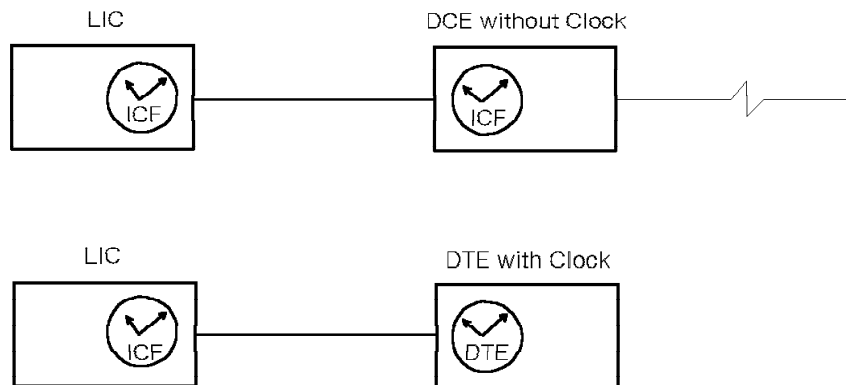 LIC
DCE without Clock
ICF
ICF
LIC
DTE with Clock
ICF
DTE